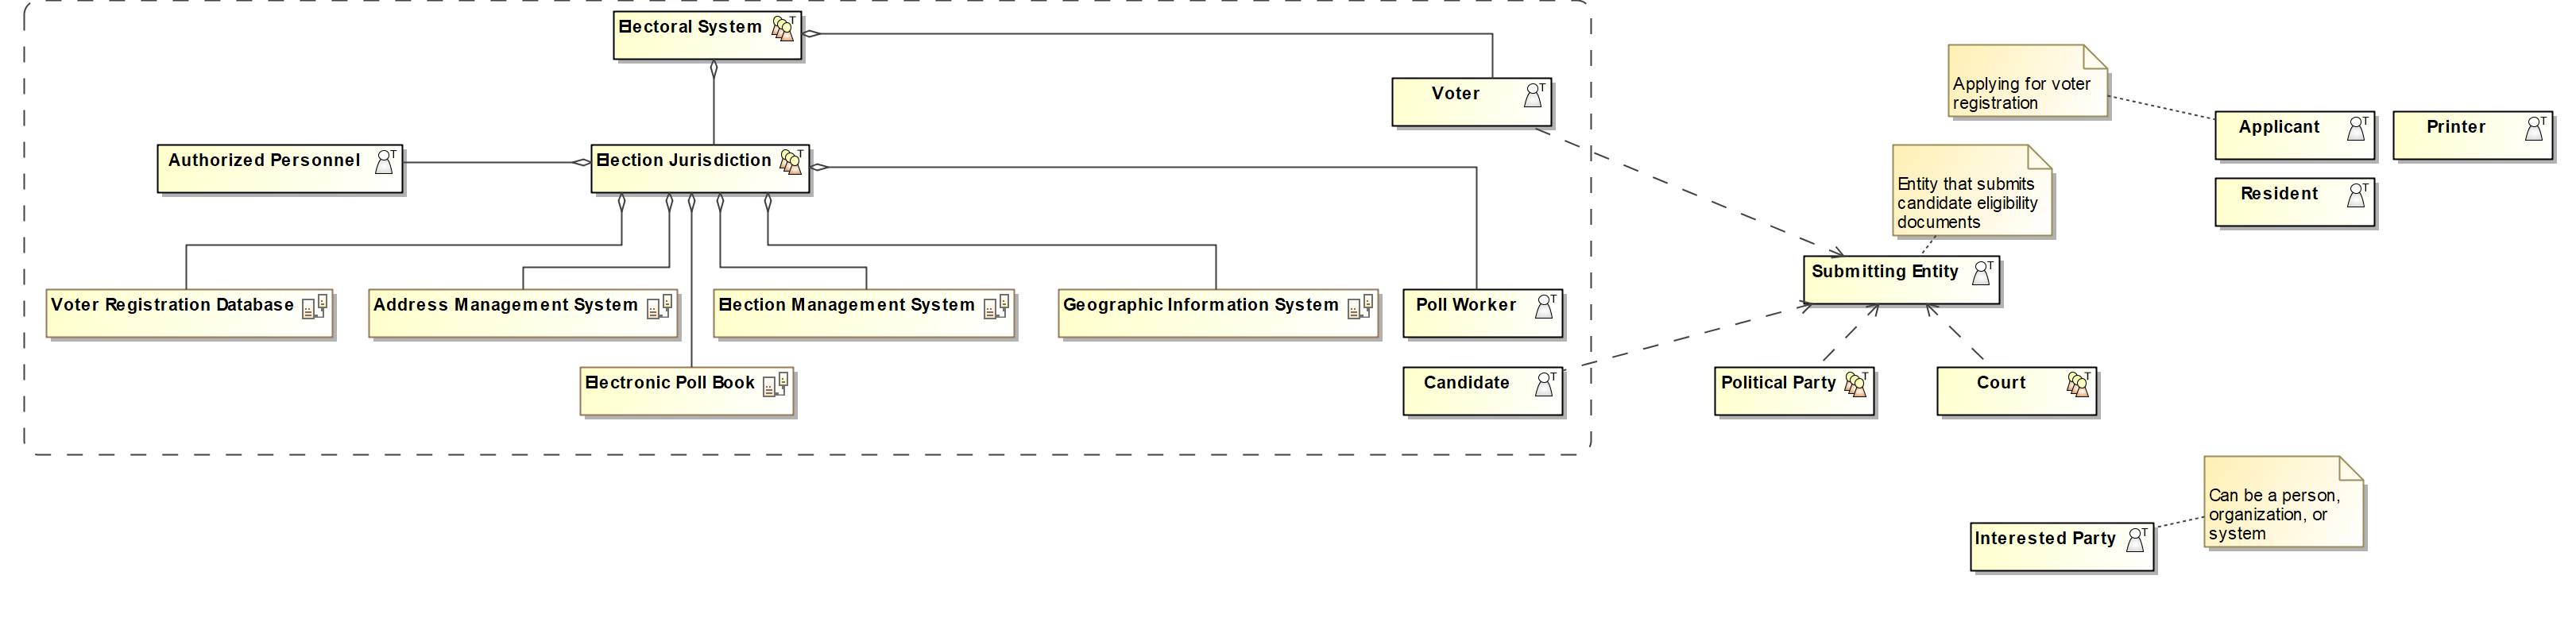 Electoral System
Voter
Applying for voter
registration
Applicant
Printer
Authorized Personnel
Election Jurisdiction
Entity that submits
candidate eligibility
documents
Resident
Submitting Entity
Voter Registration Database
Address Management System
Election Management System
Geographic Information System
Poll Worker
Electronic Poll Book
Candidate
Political Party
Court
Can be a person,
organization, or
system
Interested Party